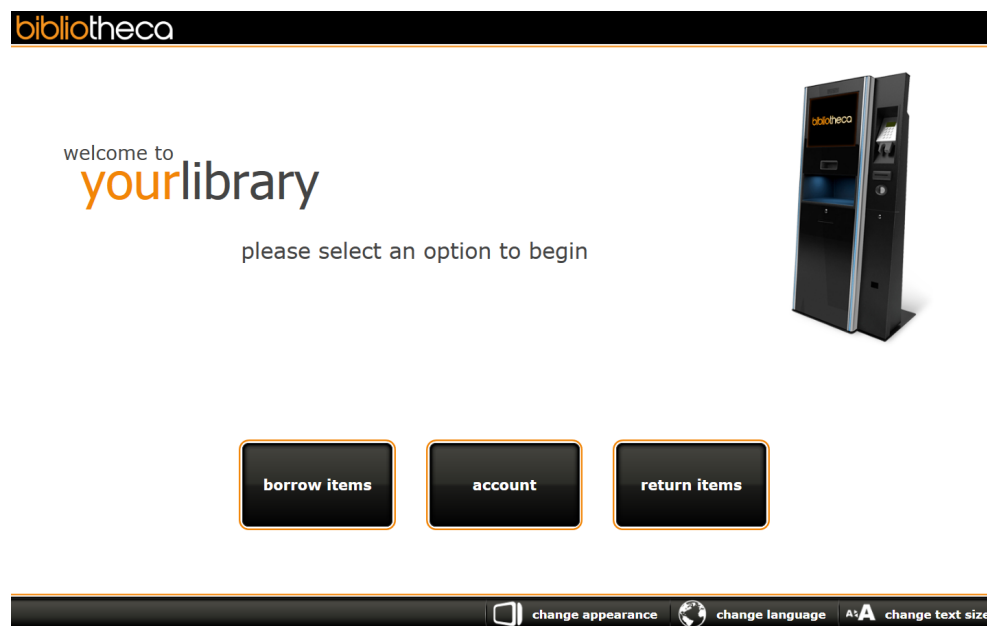 bibliotheca
bibliotheca
welcome to
yourlibrary
please select an option to begin
borrow items
account
return items
change appearance
change language
A:A change text size